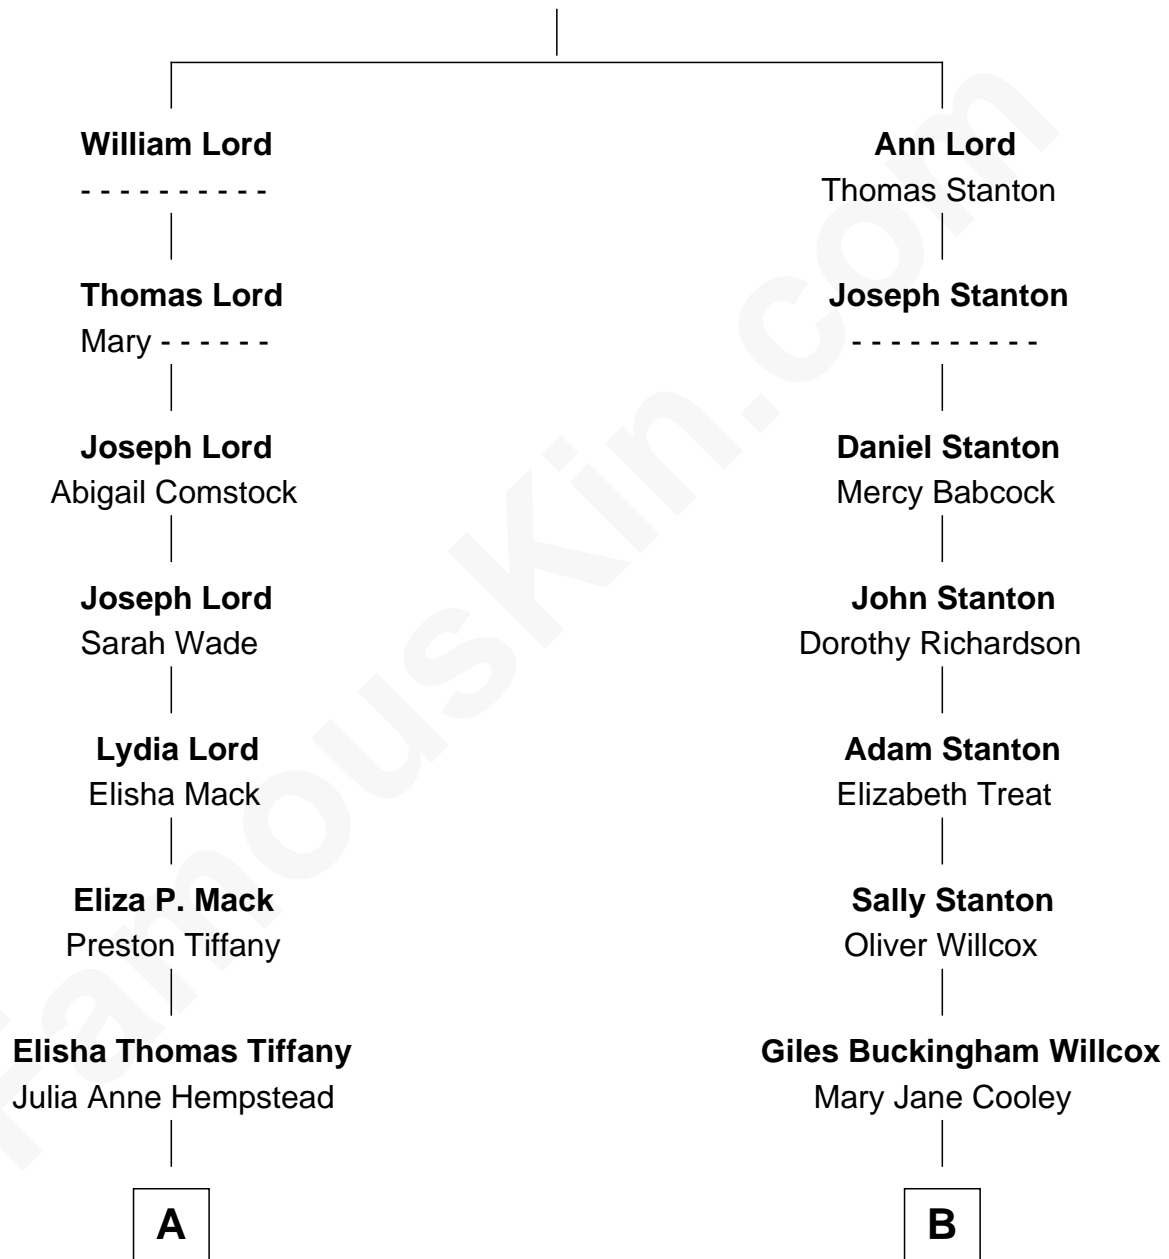 William Lord
- - - - - - - - - -
Thomas Lord
Mary - - - - - -
Joseph Lord
Abigail Comstock
Joseph Lord
Sarah Wade
Lydia Lord
Elisha Mack
Eliza P. Mack
Preston Tiffany
Elisha Thomas Tiffany
Julia Anne Hempstead
A
Ann Lord
Thomas Stanton
Joseph Stanton
- - - - - - - - - -
Daniel Stanton
Mercy Babcock
John Stanton
Dorothy Richardson
Adam Stanton
Elizabeth Treat
Sally Stanton
Oliver Willcox
Giles Buckingham Willcox
Mary Jane Cooley
B
FamousKin.com